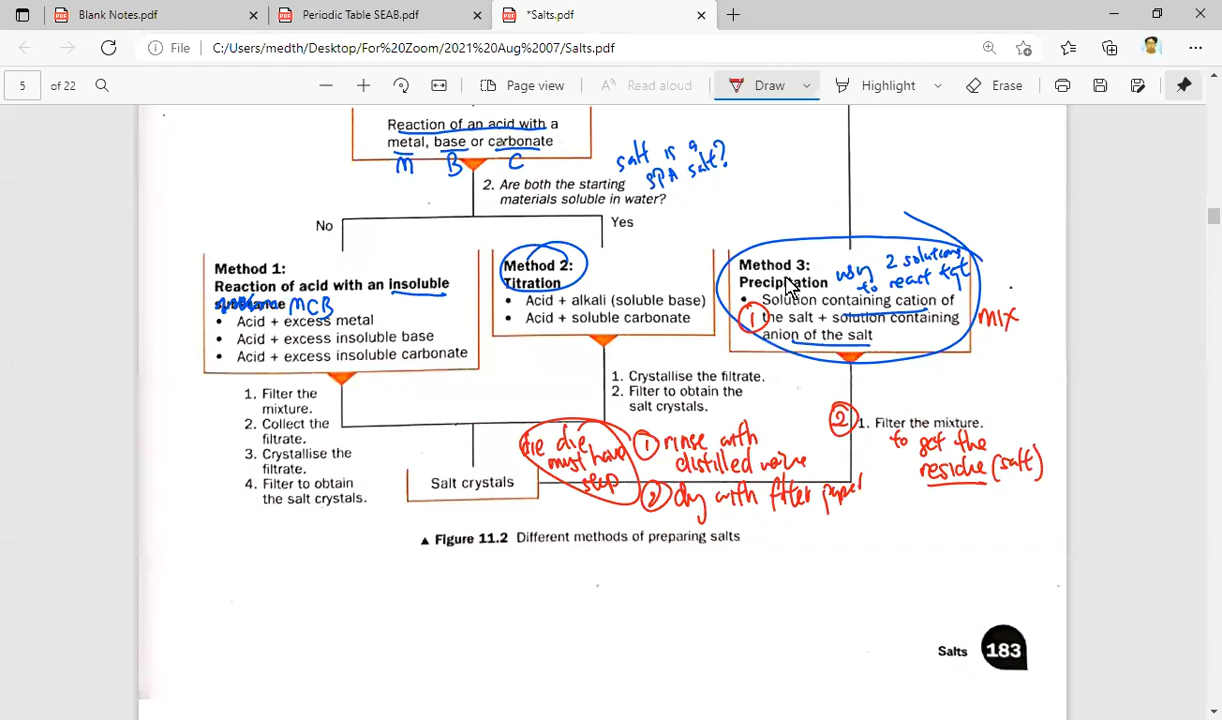 Blank Notes.pdf
Periodic Table SEAB.pdf
*Salts.pdf
File
C:/Users/medth/Desktop/For%20Zoom/2021%20Aug%2007/Salts.pdf
5 of 22
Page view
Read aloud
Draw
Highlight
Erase
Reaction of an acid with a
metal, base or carbonate
M B C
salt is a
SPA salt?
2. Are both the starting
materials soluble in water?
No
Yes
Method 1:
Reaction of acid with an insoluble
substance
MCB
• Acid + excess metal
• Acid + excess insoluble base
• Acid + excess insoluble carbonate
Method 2:
Titration
• Acid + alkali (soluble base)
• Acid + soluble carbonate
Method 3:
Precipitation
using 2 solutions
to react tgt
• Solution containing cation of
the salt + solution containing
anion of the salt
1
mix
1. Filter the
mixture.
2. Collect the
filtrate.
3. Crystallise the
filtrate.
4. Filter to obtain
the salt crystals.
1. Crystallise the filtrate.
2. Filter to obtain the
salt crystals.
2
1. Filter the mixture.
to get the
residue (salt)
die die
must have
step
1 rinse with
distilled
2 dry with filter paper
Salt crystals
▲ Figure 11.2 Different methods of preparing salts
Salts 183